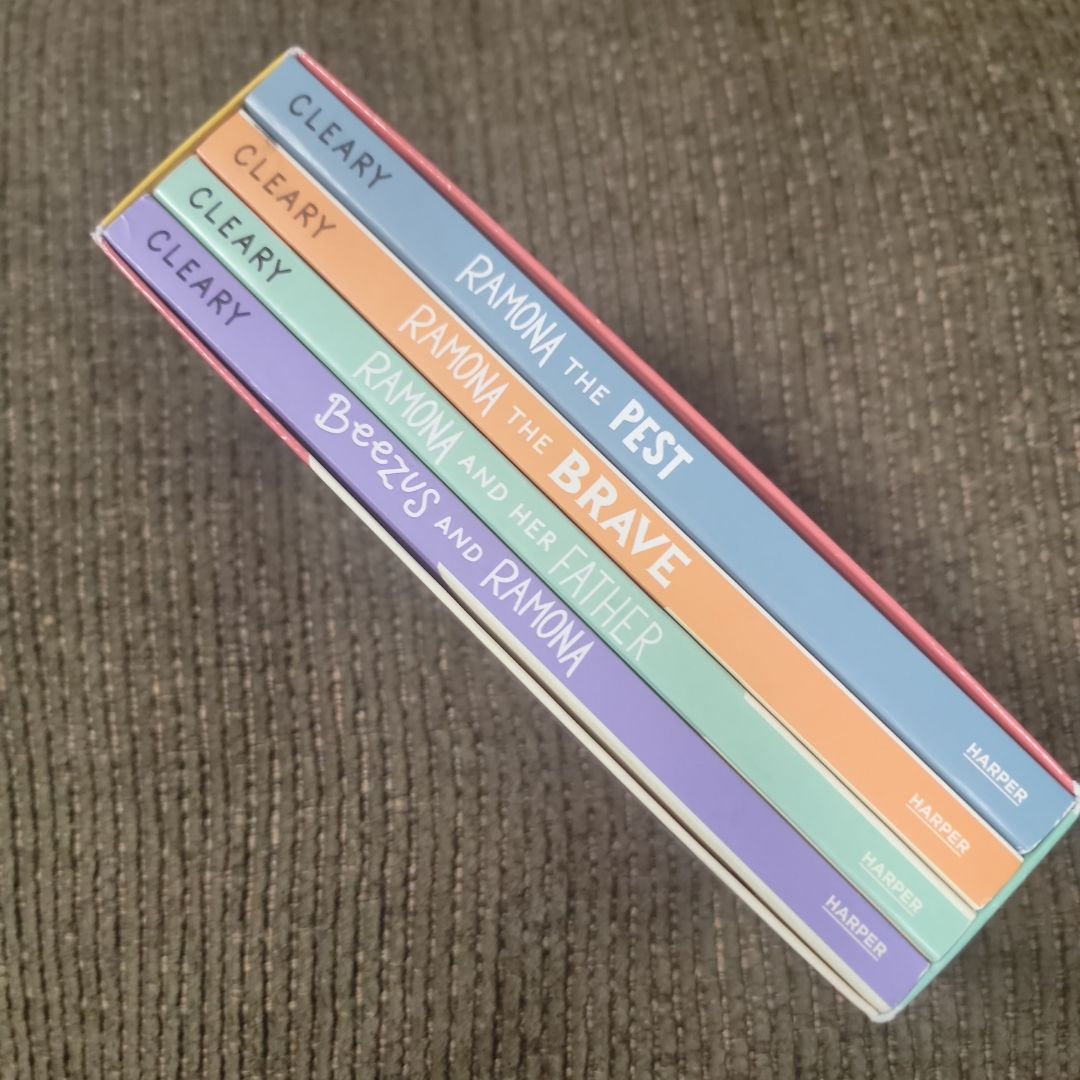 CLEARY RAMONA THE PEST HARPER
CLEARY RAMONA THE BRAVE HARPER
CLEARY RAMONA AND HER FATHER HARPER
CLEARY BEEZUS AND RAMONA HARPER